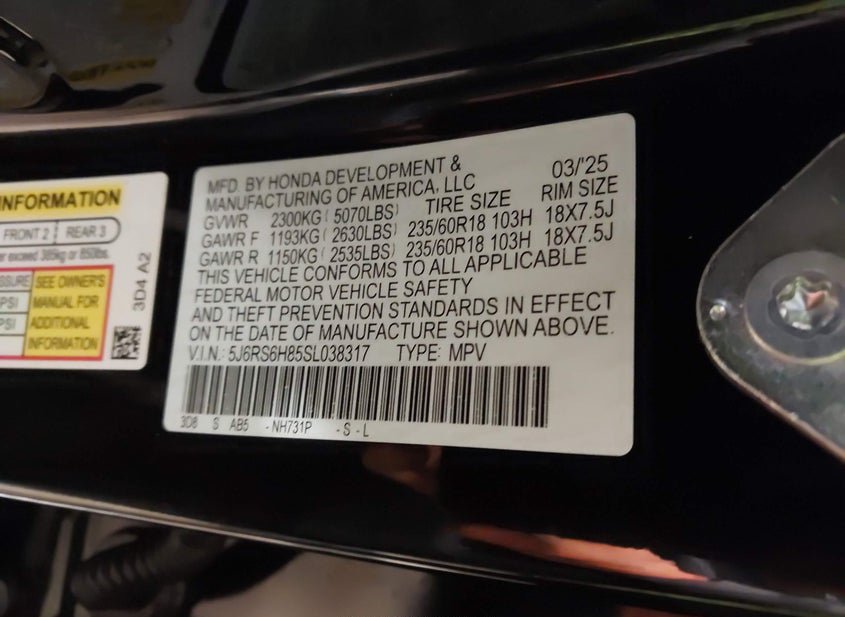 INFORMATION
FRONT 2 REAR 3
er exceed 385kg or 850lbs.
SSURE SEE OWNER'S
PSI MANUAL FOR
PSI ADDITIONAL
INFORMATION
3D4 A2
MFD. BY HONDA DEVELOPMENT & 03/'25
MANUFACTURING OF AMERICA, LLC
GVWR 2300KG ( 5070LBS) TIRE SIZE RIM SIZE
GAWR F 1193KG ( 2630LBS) 235/60R18 103H 18X7.5J
GAWR R 1150KG ( 2535LBS) 235/60R18 103H 18X7.5J
THIS VEHICLE CONFORMS TO ALL APPLICABLE
FEDERAL MOTOR VEHICLE SAFETY
AND THEFT PREVENTION STANDARDS IN EFFECT
ON THE DATE OF MANUFACTURE SHOWN ABOVE.
V.I.N.: 5J6RS6H85SL038317 TYPE: MPV
3D8 S AB5 -NH731P -S-L